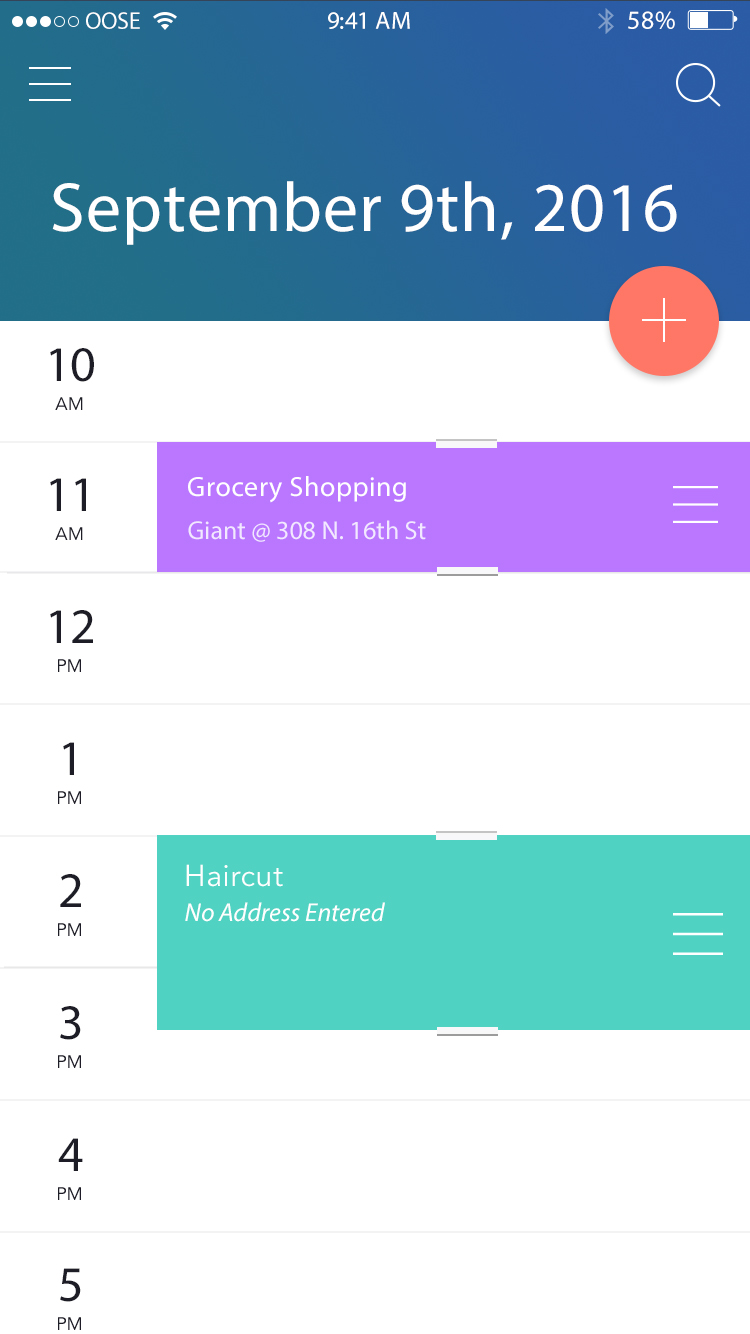 OOSE 9:41 AM 58%
September 9th, 2016
10
AM
11
AM
Grocery Shopping
Giant @ 308 N. 16th St
12
PM
1
PM
2
PM
Haircut
No Address Entered
3
PM
4
PM
5
PM